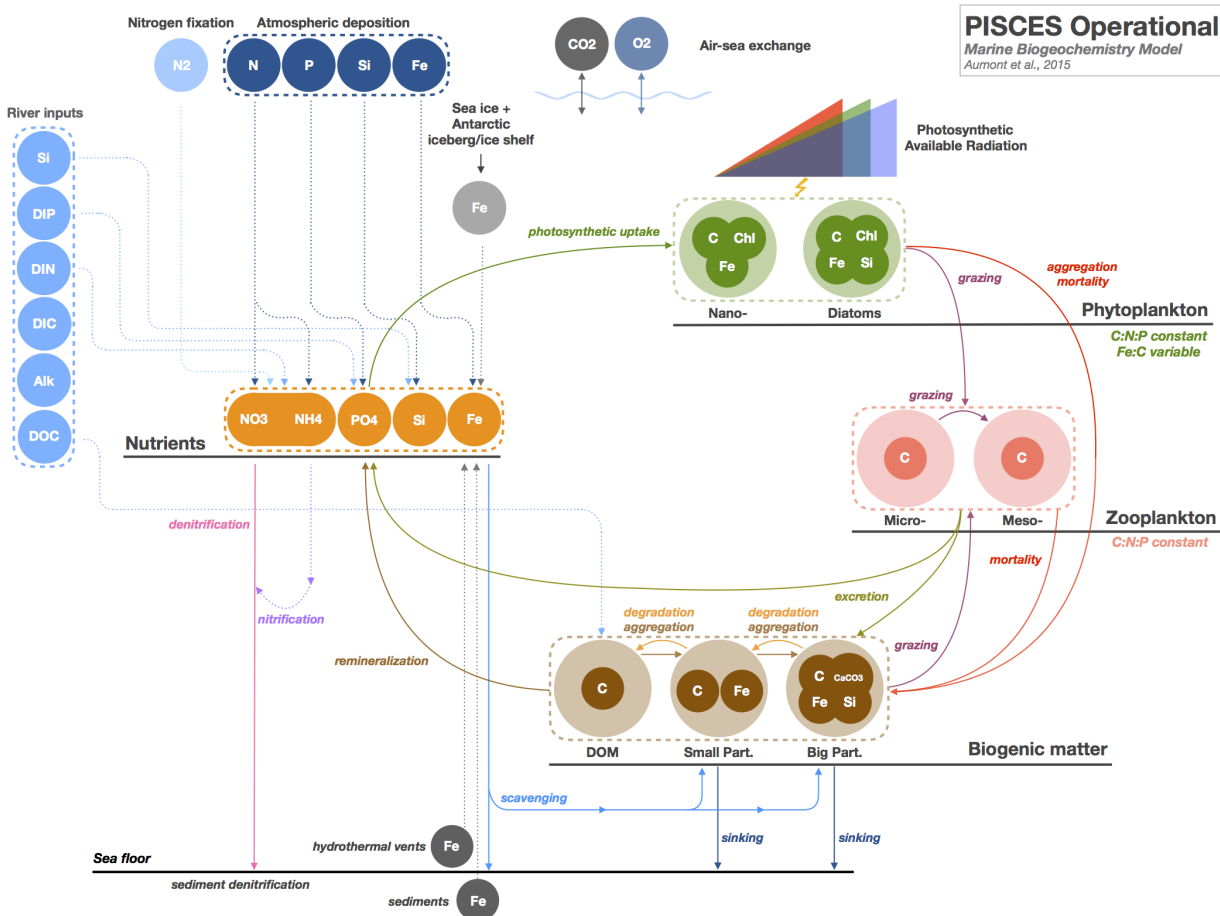 PISCES Operational
Marine Biogeochemistry Model
Aumont et al., 2015
Nitrogen fixation
Atmospheric deposition
N2
N
P
Si
Fe
CO2
O2
Air-sea exchange
River inputs
Si
DIP
DIN
DIC
Alk
DOC
Sea ice +
Antarctic
iceberg/ice shelf
Fe
Photosynthetic
Available Radiation
photosynthetic uptake
C
Chl
Fe
C
Chl
Fe
Si
Nano-
Diatoms
grazing
aggregation
mortality
Phytoplankton
C:N:P constant
Fe:C variable
NO3
NH4
PO4
Si
Fe
Nutrients
grazing
C
C
Micro-
Meso-
Zooplankton
C:N:P constant
denitrification
nitrification
mortality
excretion
remineralization
degradation
aggregation
degradation
aggregation
grazing
C
C
Fe
C
CaCO3
Fe
Si
DOM
Small Part.
Big Part.
Biogenic matter
scavenging
sinking
sinking
hydrothermal vents
Fe
Sea floor
sediment denitrification
sediments
Fe